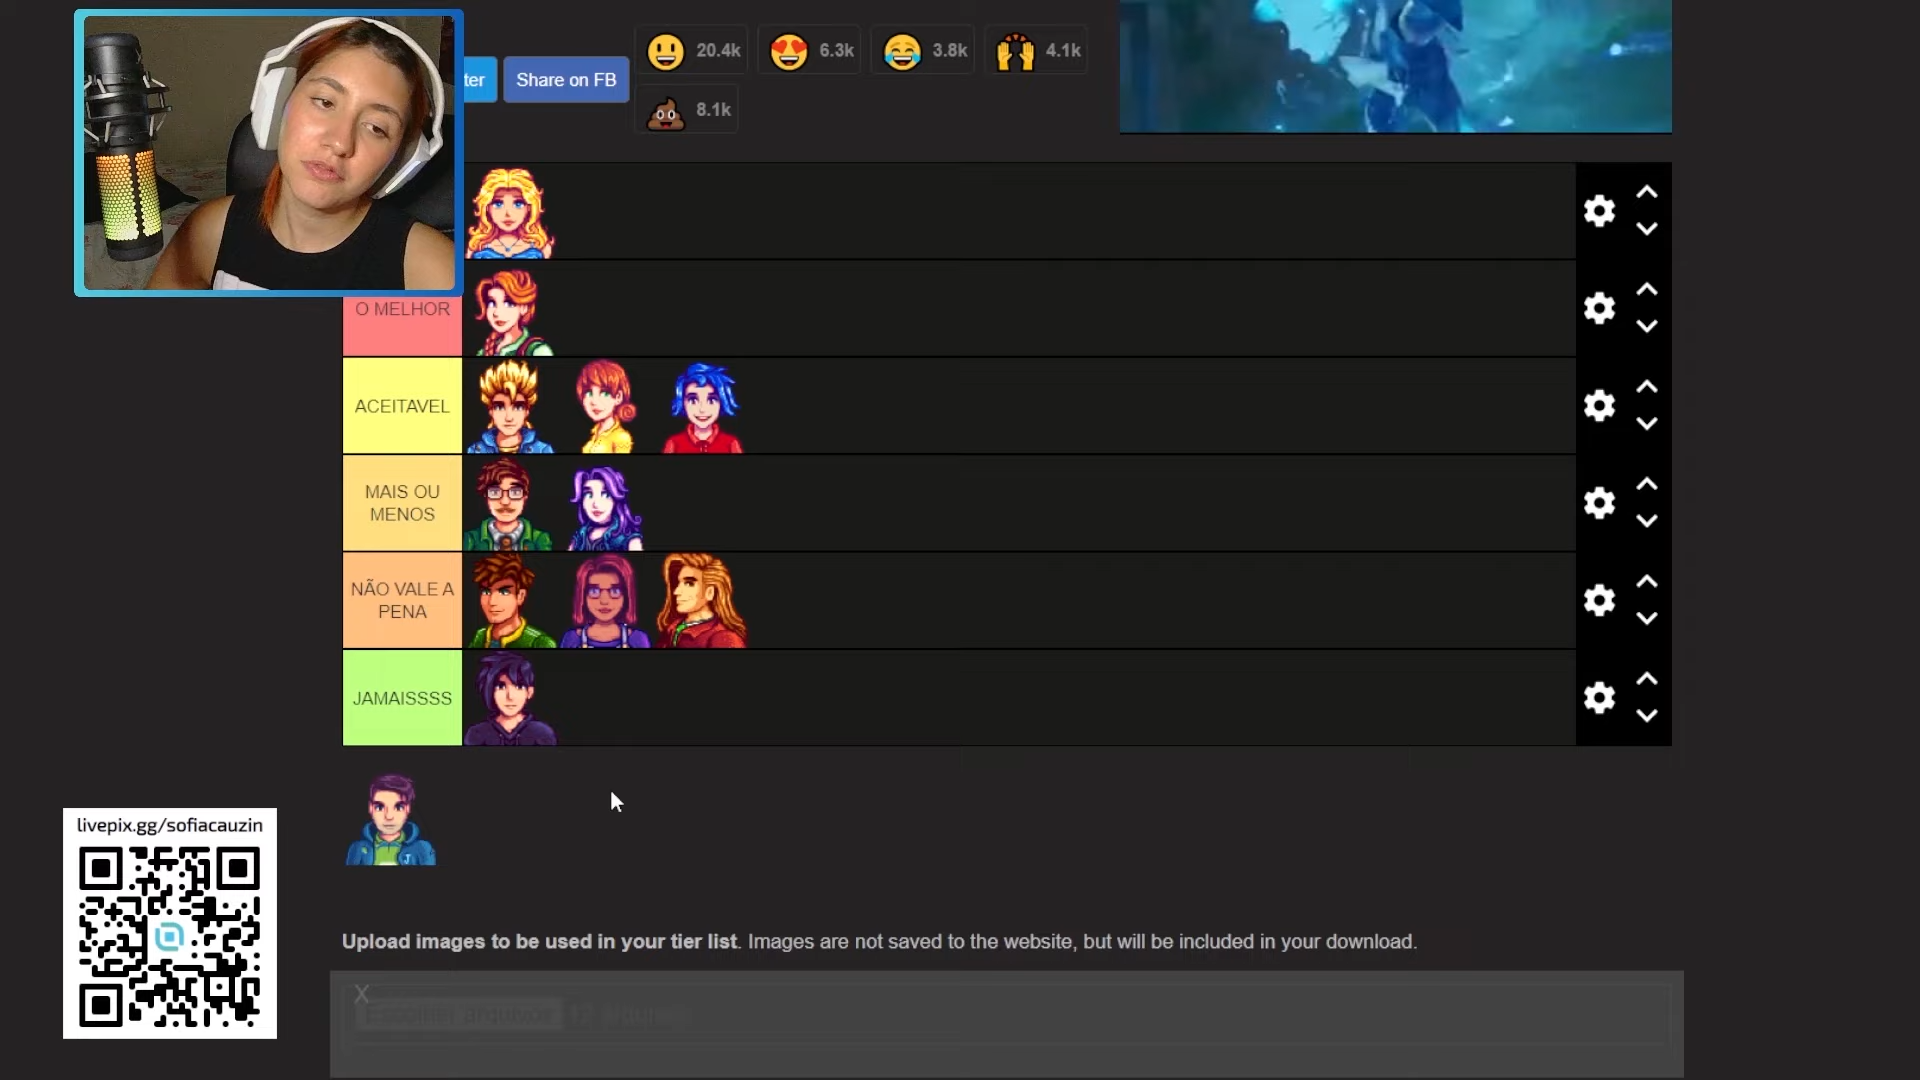 ter
Share on FB
20.4k
6.3k
3.8k
4.1k
8.1k
O MELHOR
ACEITAVEL
MAIS OU
MENOS
NÃO VALE A
PENA
JAMAISSSS
livepix.gg/sofiacauzin
Upload images to be used in your tier list. Images are not saved to the website, but will be included in your download.
X